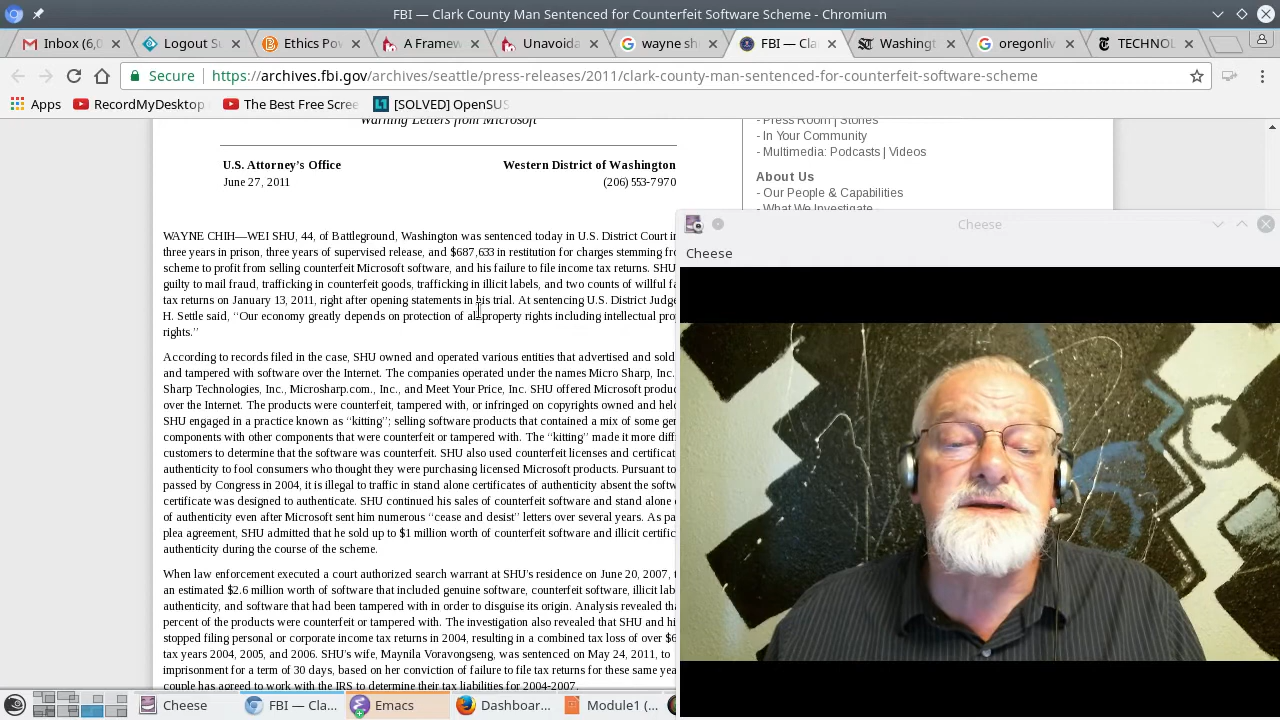 FBI — Clark County Man Sentenced for Counterfeit Software Scheme - Chromium
Inbox (6,0
Logout Su
Ethics Pov
A Framew
Unavoida
wayne sh
FBI — Cla
Washingt
oregonliv
TECHNOL
Secure
https://archives.fbi.gov/archives/seattle/press-releases/2011/clark-county-man-sentenced-for-counterfeit-software-scheme
Apps
RecordMyDesktop
The Best Free Scree
[SOLVED] OpenSUS
Warning Letters from Microsoft
- Press Room | Stories
- In Your Community
- Multimedia: Podcasts | Videos
U.S. Attorney's Office
Western District of Washington
June 27, 2011
(206) 553-7970
About Us
- Our People & Capabilities
- What We Investigate
WAYNE CHIH—WEI SHU, 44, of Battleground, Washington was sentenced today in U.S. District Court in
three years in prison, three years of supervised release, and $687,633 in restitution for charges stemming fro
scheme to profit from selling counterfeit Microsoft software, and his failure to file income tax returns. SHU
guilty to mail fraud, trafficking in counterfeit goods, trafficking in illicit labels, and two counts of willful fa
tax returns on January 13, 2011, right after opening statements in his trial. At sentencing U.S. District Judge
H. Settle said, “Our economy greatly depends on protection of all property rights including intellectual pro
rights.”
According to records filed in the case, SHU owned and operated various entities that advertised and sold
and tampered with software over the Internet. The companies operated under the names Micro Sharp, Inc.
Sharp Technologies, Inc., Microsharp.com., Inc., and Meet Your Price, Inc. SHU offered Microsoft produc
over the Internet. The products were counterfeit, tampered with, or infringed on copyrights owned and held
SHU engaged in a practice known as “kitting”; selling software products that contained a mix of some gen
components with other components that were counterfeit or tampered with. The “kitting” made it more diffi
customers to determine that the software was counterfeit. SHU also used counterfeit licenses and certificat
authenticity to fool consumers who thought they were purchasing licensed Microsoft products. Pursuant to
passed by Congress in 2004, it is illegal to traffic in stand alone certificates of authenticity absent the softw
certificate was designed to authenticate. SHU continued his sales of counterfeit software and stand alone c
of authenticity even after Microsoft sent him numerous “cease and desist” letters over several years. As pa
plea agreement, SHU admitted that he sold up to $1 million worth of counterfeit software and illicit certific
authenticity during the course of the scheme.
When law enforcement executed a court authorized search warrant at SHU's residence on June 20, 2007, t
an estimated $2.6 million worth of software that included genuine software, counterfeit software, illicit lab
authenticity, and software that had been tampered with in order to disguise its origin. Analysis revealed tha
percent of the products were counterfeit or tampered with. The investigation also revealed that SHU and hi
stopped filing personal or corporate income tax returns in 2004, resulting in a combined tax loss of over $6
tax years 2004, 2005, and 2006. SHU's wife, Maynila Voravongseng, was sentenced on May 24, 2011, to
imprisonment for a term of 30 days, based on her conviction of failure to file tax returns for these same yea
couple has agreed to work with the IRS to determine their tax liabilities for 2004-2007.
Cheese
Cheese
Cheese
FBI — Cla...
Emacs
Dashboar...
Module1 (...